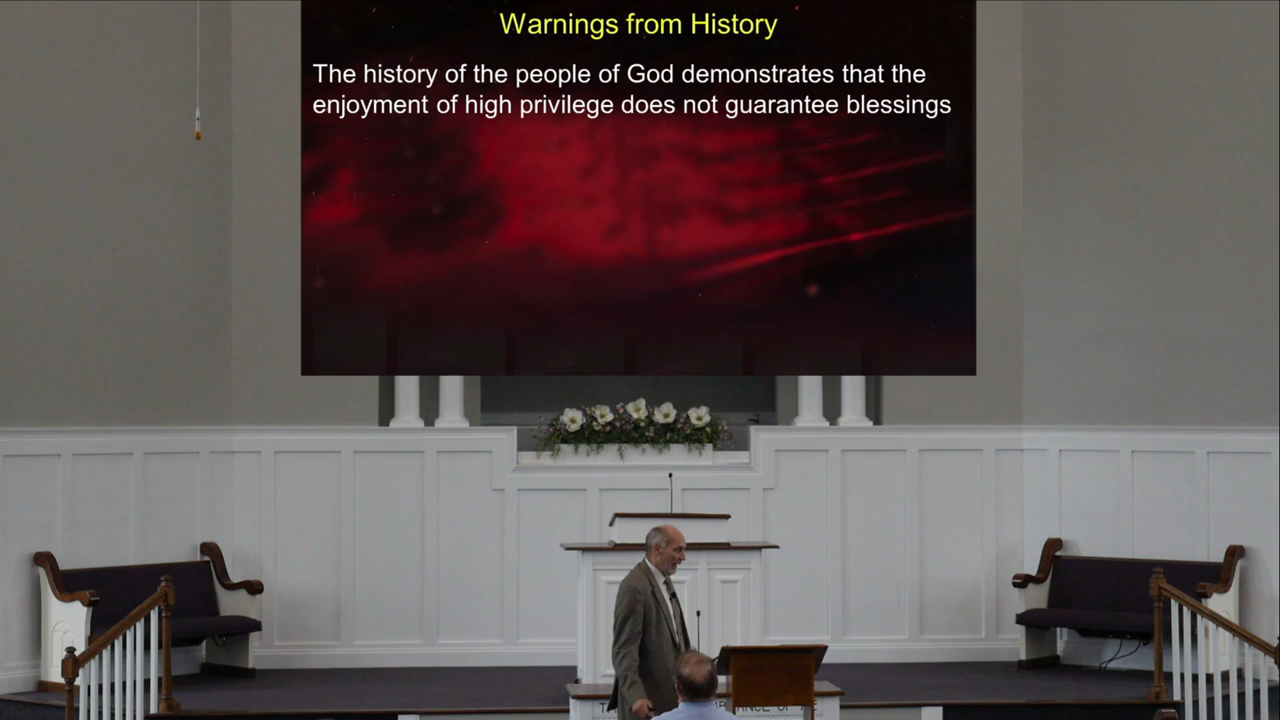 Warnings from History
The history of the people of God demonstrates that the
enjoyment of high privilege does not guarantee blessings
OF